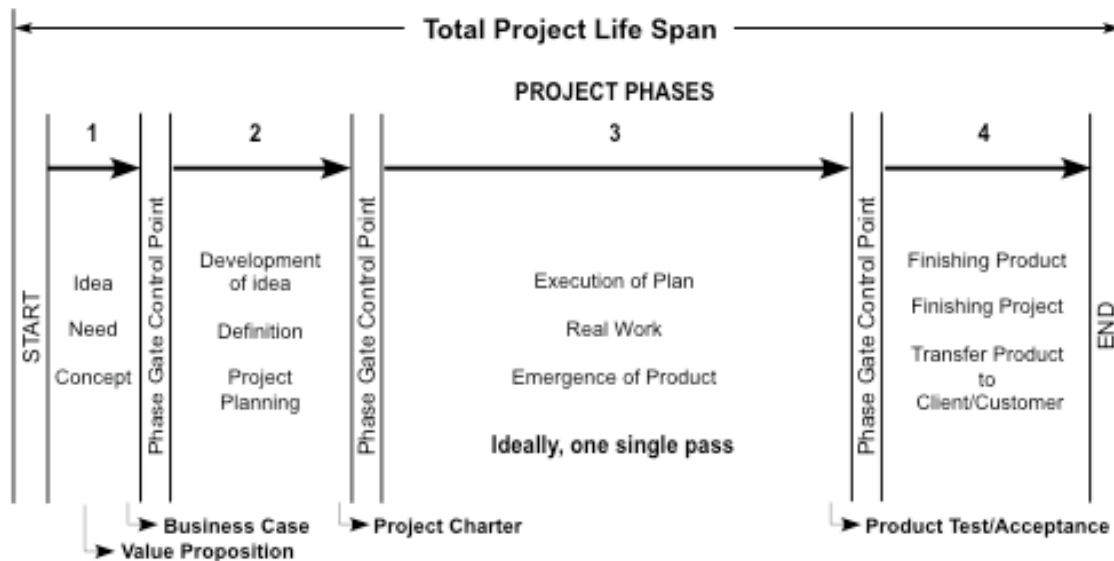 Total Project Life Span
PROJECT PHASES
1
2
3
4
START
Idea
Need
Concept
Phase Gate Control Point
Development
of idea
Definition
Project
Planning
Phase Gate Control Point
Execution of Plan
Real Work
Emergence of Product
Ideally, one single pass
Phase Gate Control Point
Finishing Product
Finishing Project
Transfer Product
to
Client/Customer
END
Business Case
Project Charter
Product Test/Acceptance
Value Proposition